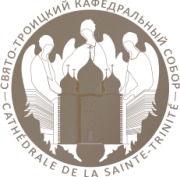 СВЯТО-ТРОИЦКИЙ КАФЕДРАЛЬНЫЙ СОБОР
CATHÉDRALE DE LA SAINTE-TRINITÉ